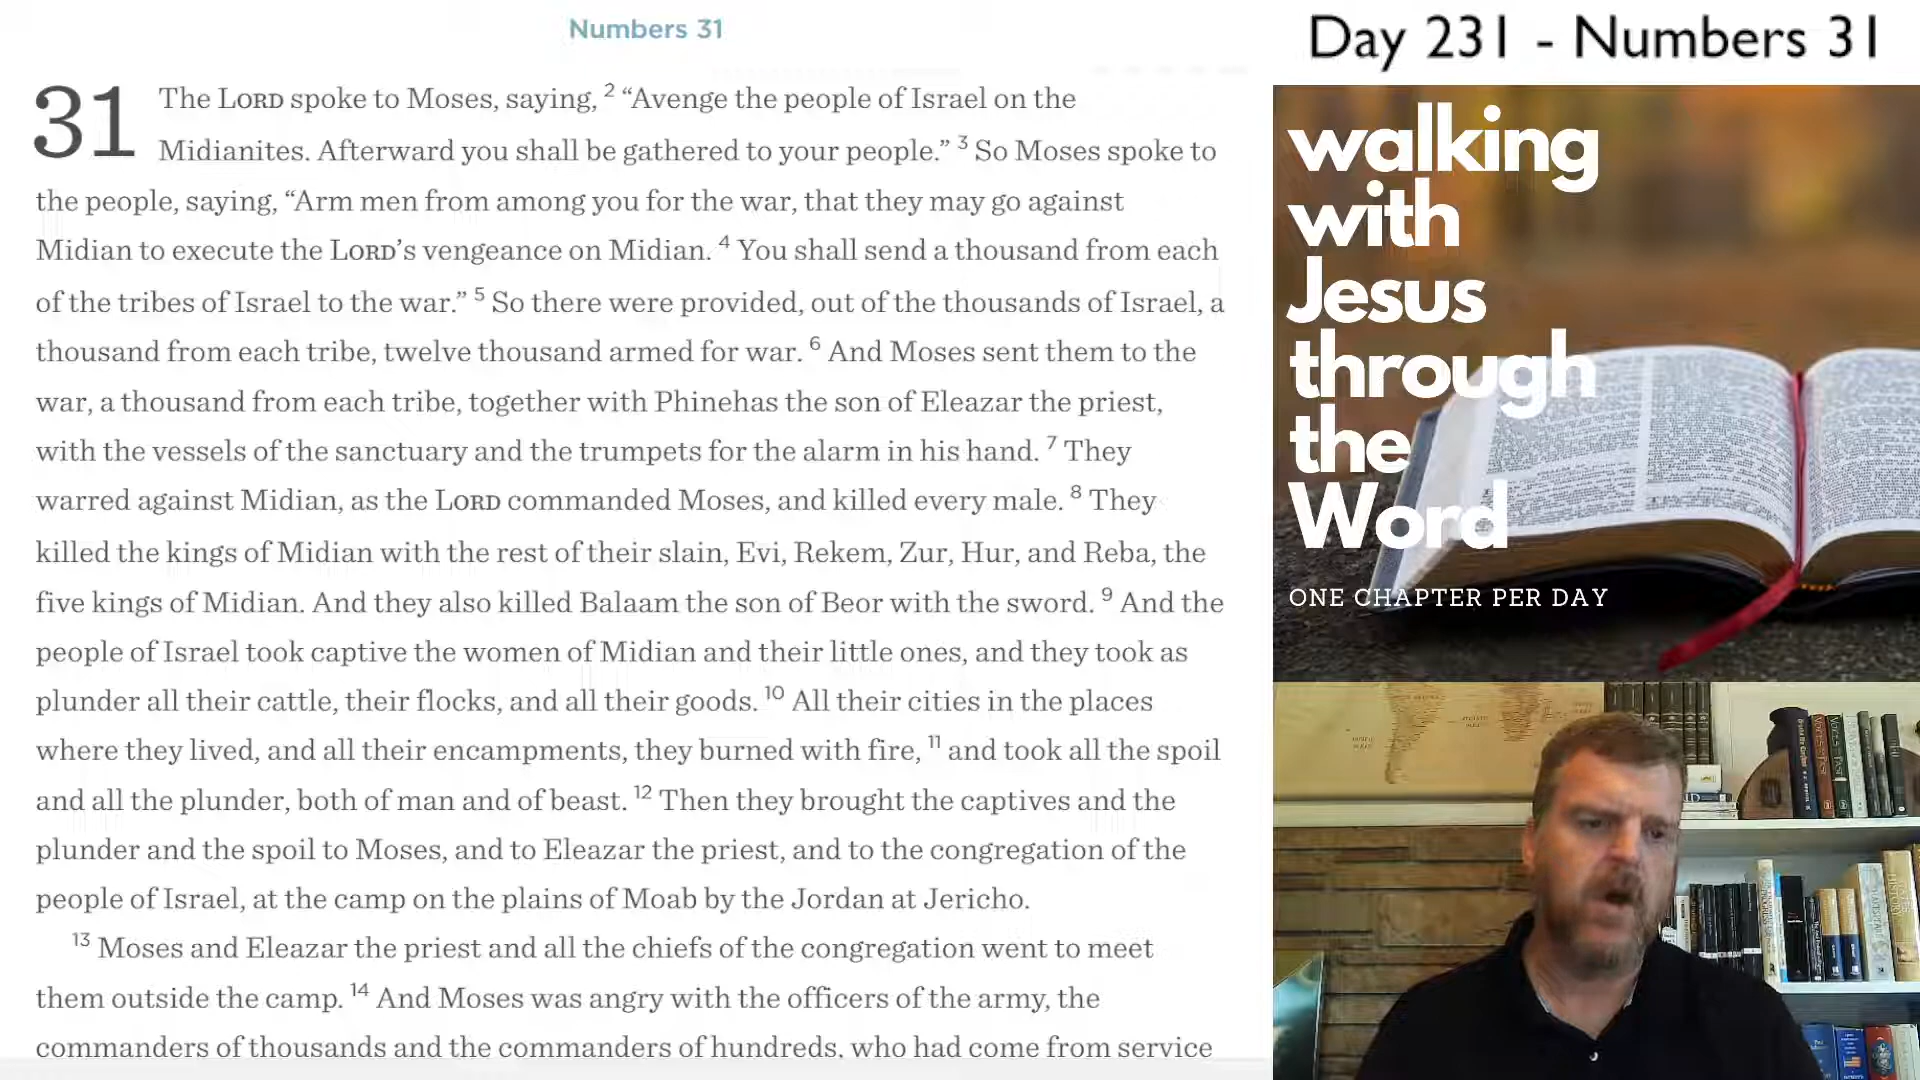 Numbers 31
31 The LORD spoke to Moses, saying, 2 “Avenge the people of Israel on the
Midianites. Afterward you shall be gathered to your people.” 3 So Moses spoke to
the people, saying, “Arm men from among you for the war, that they may go against
Midian to execute the LORD’s vengeance on Midian. 4 You shall send a thousand from each
of the tribes of Israel to the war.” 5 So there were provided, out of the thousands of Israel, a
thousand from each tribe, twelve thousand armed for war. 6 And Moses sent them to the
war, a thousand from each tribe, together with Phinehas the son of Eleazar the priest,
with the vessels of the sanctuary and the trumpets for the alarm in his hand. 7 They
warred against Midian, as the LORD commanded Moses, and killed every male. 8 They
killed the kings of Midian with the rest of their slain, Evi, Rekem, Zur, Hur, and Reba, the
five kings of Midian. And they also killed Balaam the son of Beor with the sword. 9 And the
people of Israel took captive the women of Midian and their little ones, and they took as
plunder all their cattle, their flocks, and all their goods. 10 All their cities in the places
where they lived, and all their encampments, they burned with fire, 11 and took all the spoil
and all the plunder, both of man and of beast. 12 Then they brought the captives and the
plunder and the spoil to Moses, and to Eleazar the priest, and to the congregation of the
people of Israel, at the camp on the plains of Moab by the Jordan at Jericho.
13 Moses and Eleazar the priest and all the chiefs of the congregation went to meet
them outside the camp. 14 And Moses was angry with the officers of the army, the
commanders of thousands and the commanders of hundreds, who had come from service
Day 231 - Numbers 31
walking
with
Jesus
through
the
Word
ONE CHAPTER PER DAY